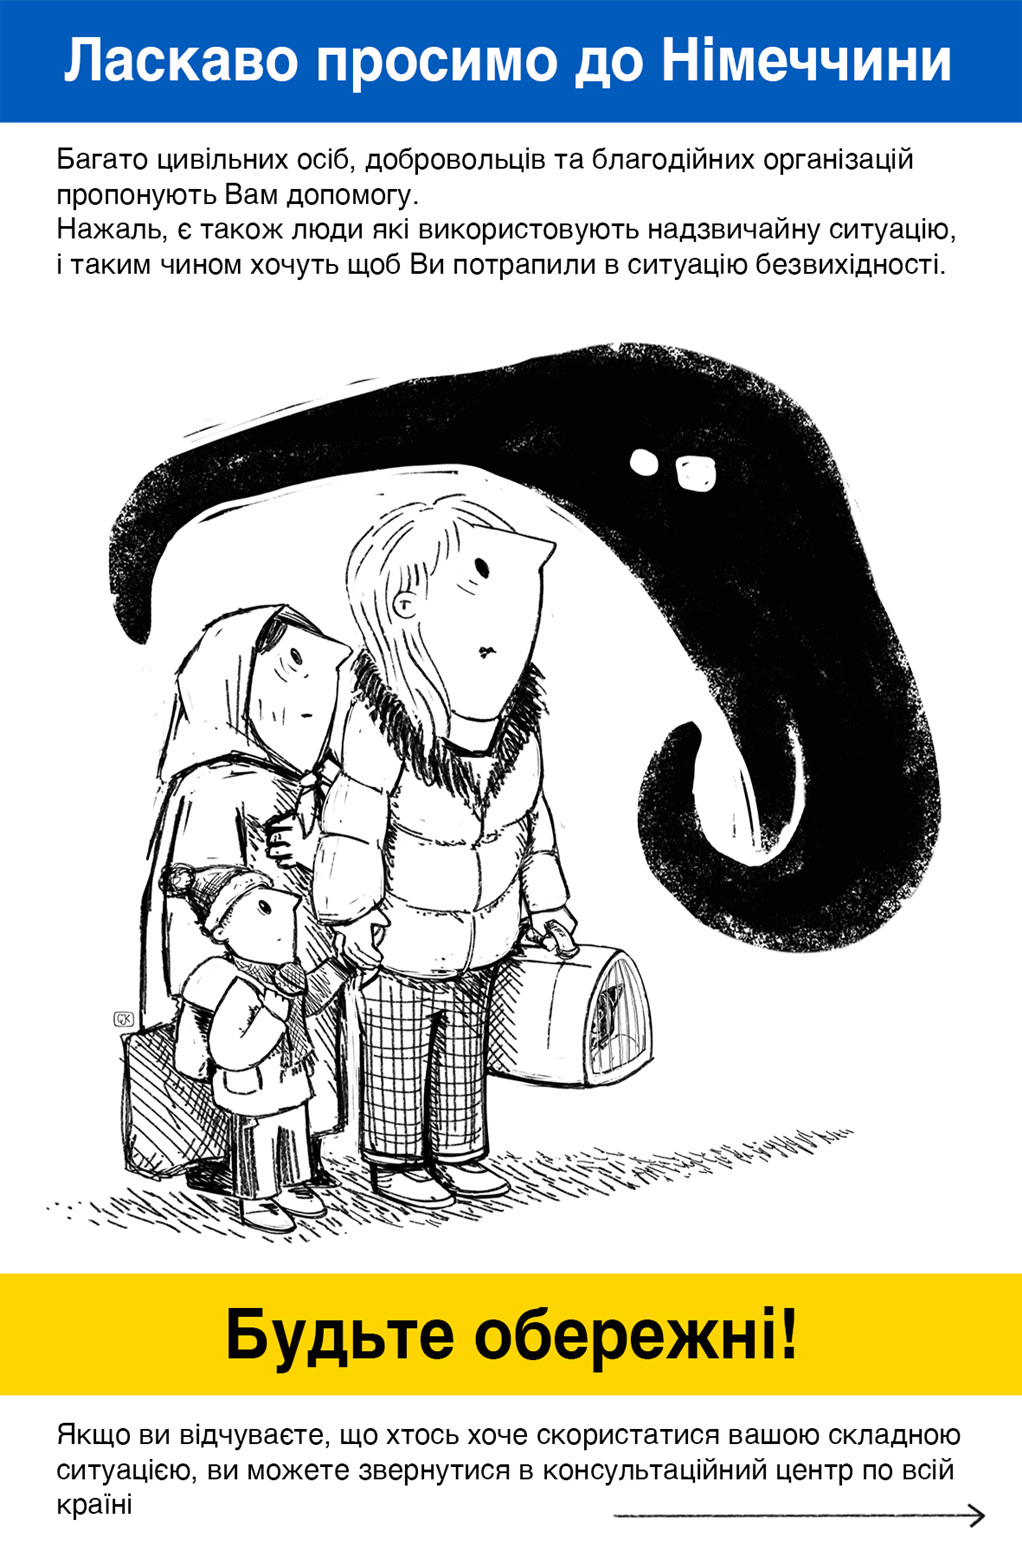 Ласкаво просимо до Німеччини
Багато цивільних осіб, добровольців та благодійних організацій
пропонують Вам допомогу.
Нажаль, є також люди які використовують надзвичайну ситуацію,
і таким чином хочуть щоб Ви потрапили в ситуацію безвихідності.
Будьте обережні!
Якщо ви відчуваєте, що хтось хоче скористатися вашою складною
ситуацією, ви можете звернутися в консультаційний центр по всій
країні